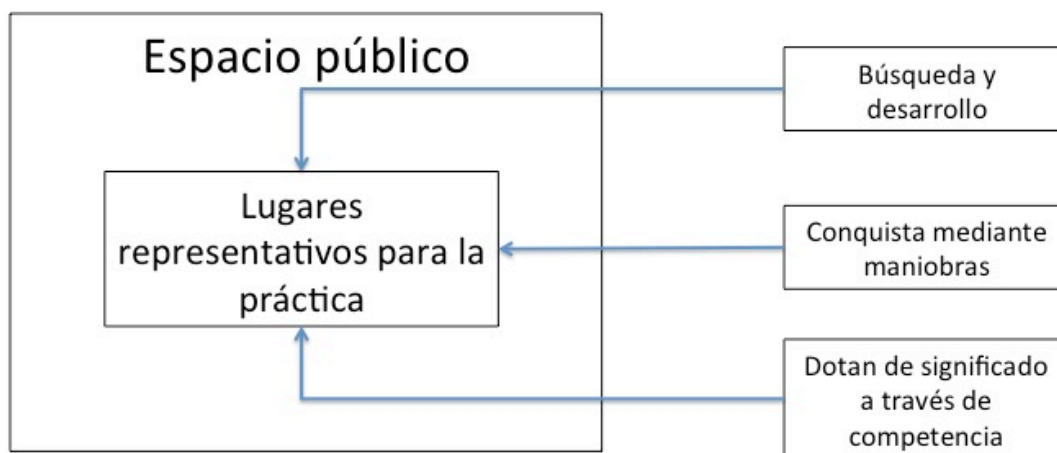 Espacio público
Lugares
representativos para la
práctica
Búsqueda y
desarrollo
Conquista mediante
maniobras
Dotan de significado
a través de
competencia